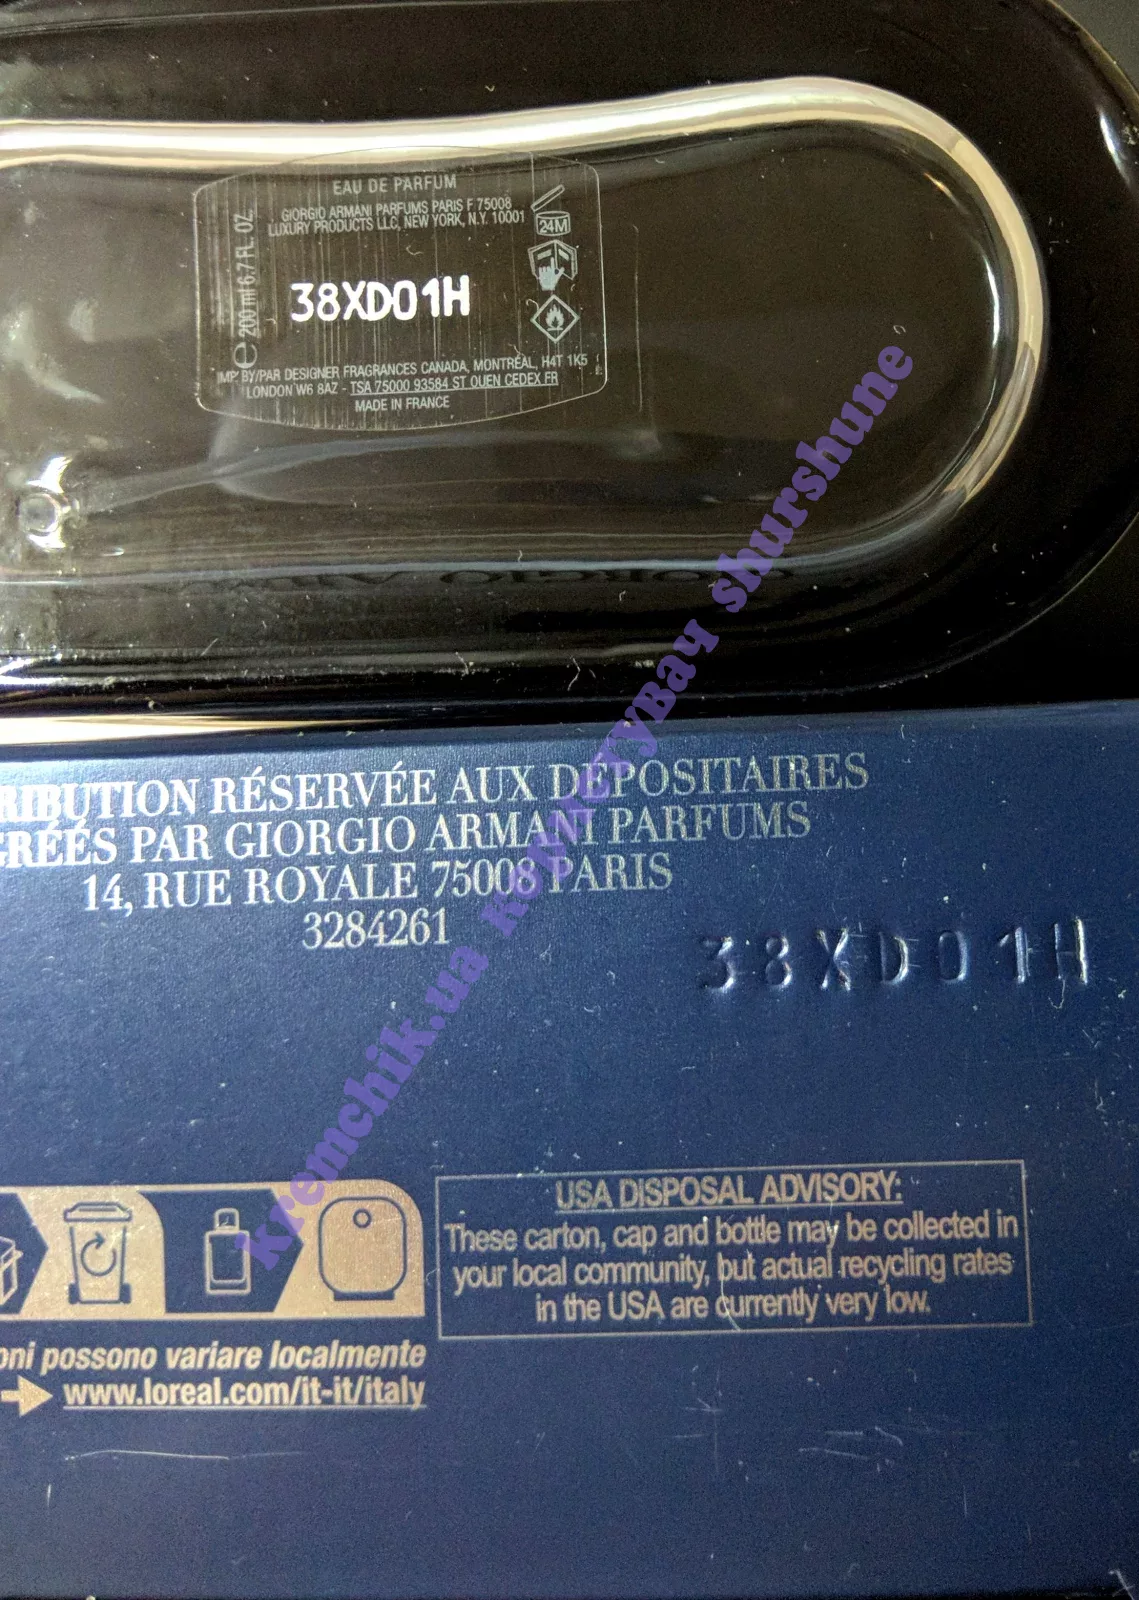 EAU DE PARFUM
GIORGIO ARMANI PARFUMS PARIS F 75008
LUXURY PRODUCTS LLC, NEW YORK, N.Y. 10001
24M
e 200 ml 6.7 FL. OZ.
38XD01H
IMP. BY/PAR DESIGNER FRAGRANCES CANADA, MONTRÉAL, H4T 1K5
LONDON W6 8AZ - TSA 75000 93584 ST OUEN CEDEX FR
MADE IN FRANCE
RIBUTION RÉSERVÉE AUX DÉPOSITAIRES
GRÉÉS PAR GIORGIO ARMANI PARFUMS
14, RUE ROYALE 75008 PARIS
3284261
38XD01H
kremchik.ua керметуВау shurshune
USA DISPOSAL ADVISORY:
These carton, cap and bottle may be collected in
your local community, but actual recycling rates
in the USA are currently very low.
oni possono variare localmente
www.loreal.com/it-it/italy